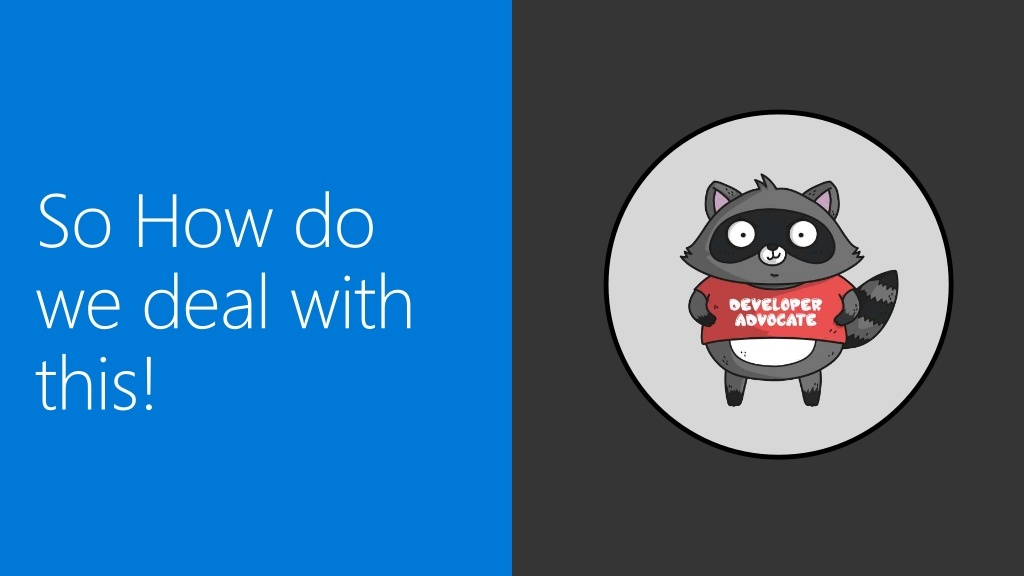 So How do
we deal with
this!
DEVELOPER
ADVOCATE